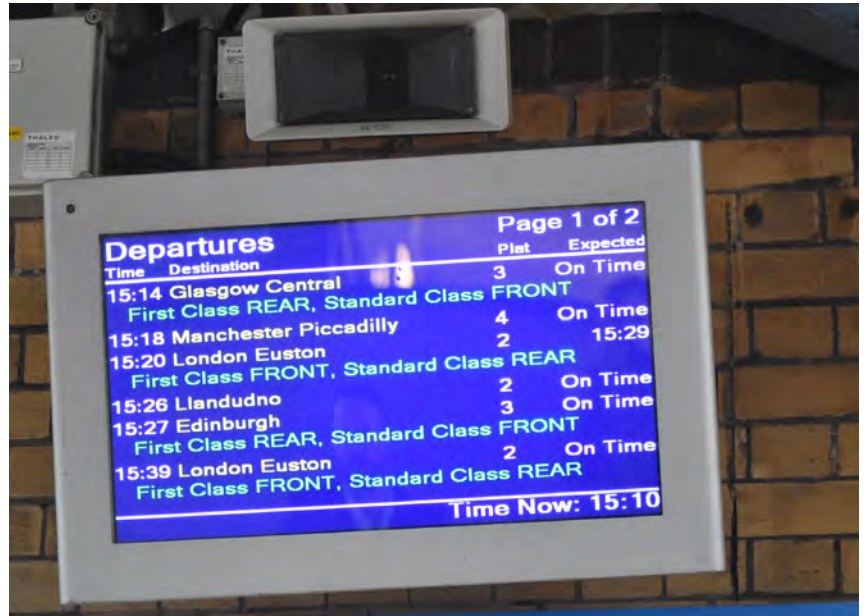 THALES
Departures Page 1 of 2
Time Destination Plat Expected
15:14 Glasgow Central 3 On Time
First Class REAR, Standard Class FRONT
15:18 Manchester Piccadilly 4 On Time
15:20 London Euston 2 15:29
First Class FRONT, Standard Class REAR
15:26 Llandudno 2 On Time
15:27 Edinburgh 3 On Time
First Class REAR, Standard Class FRONT
15:39 London Euston 2 On Time
First Class FRONT, Standard Class REAR
Time Now: 15:10